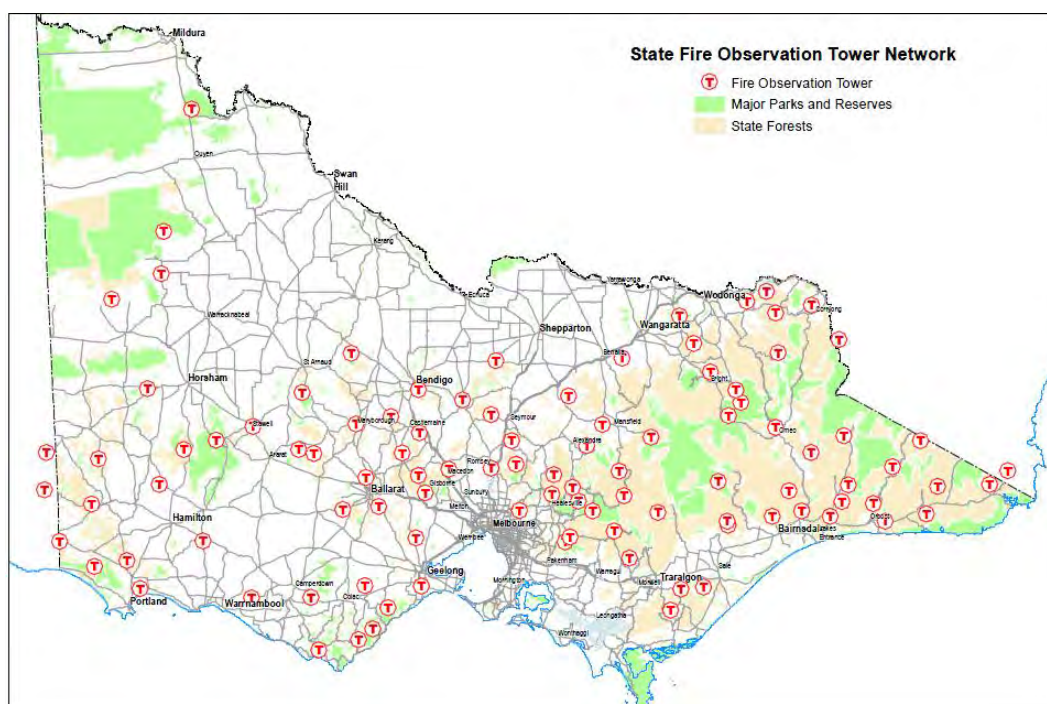 State Fire Observation Tower Network
T Fire Observation Tower
Major Parks and Reserves
State Forests
Mildura
Ouyen
Swan
Hill
Kerang
Echuca
Yarrawonga
Wodonga
Corryong
Warracknabeal
Shepparton
Wangaratta
Benalla
St Arnaud
Horsham
Bendigo
Bright
Stawell
Maryborough
Castlemaine
Seymour
Mansfield
Omeo
Ararat
Alexandra
Romsey
Macedon
Gisborne
Sunbury
Ballarat
Melton
Healesville
Hamilton
Melbourne
Werribee
Bairnsdale
Lakes
Entrance
Orbost
Pakenham
Warragul
Geelong
Mornington
Morwell
Traralgon
Sale
Camperdown
Colac
Portland
Warrnambool
Leongatha
Wonthaggi